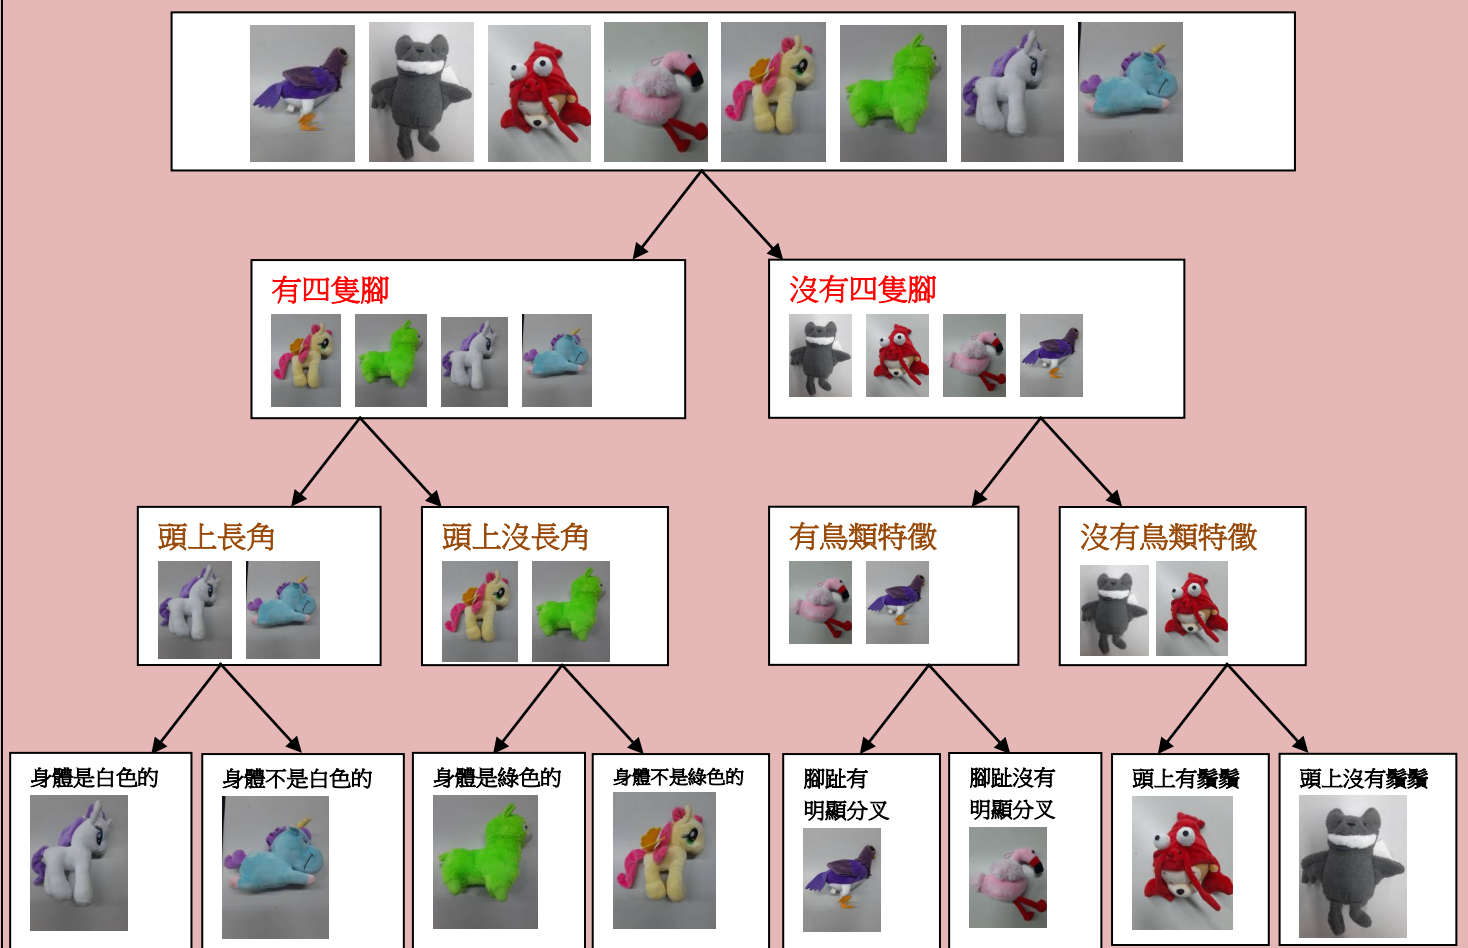 有四隻腳
沒有四隻腳
頭上長角
頭上沒長角
有鳥類特徵
沒有鳥類特徵
身體是白色的
身體不是白色的
身體是綠色的
身體不是綠色的
腳趾有
明顯分叉
腳趾沒有
明顯分叉
頭上有鬚鬚
頭上沒有鬚鬚